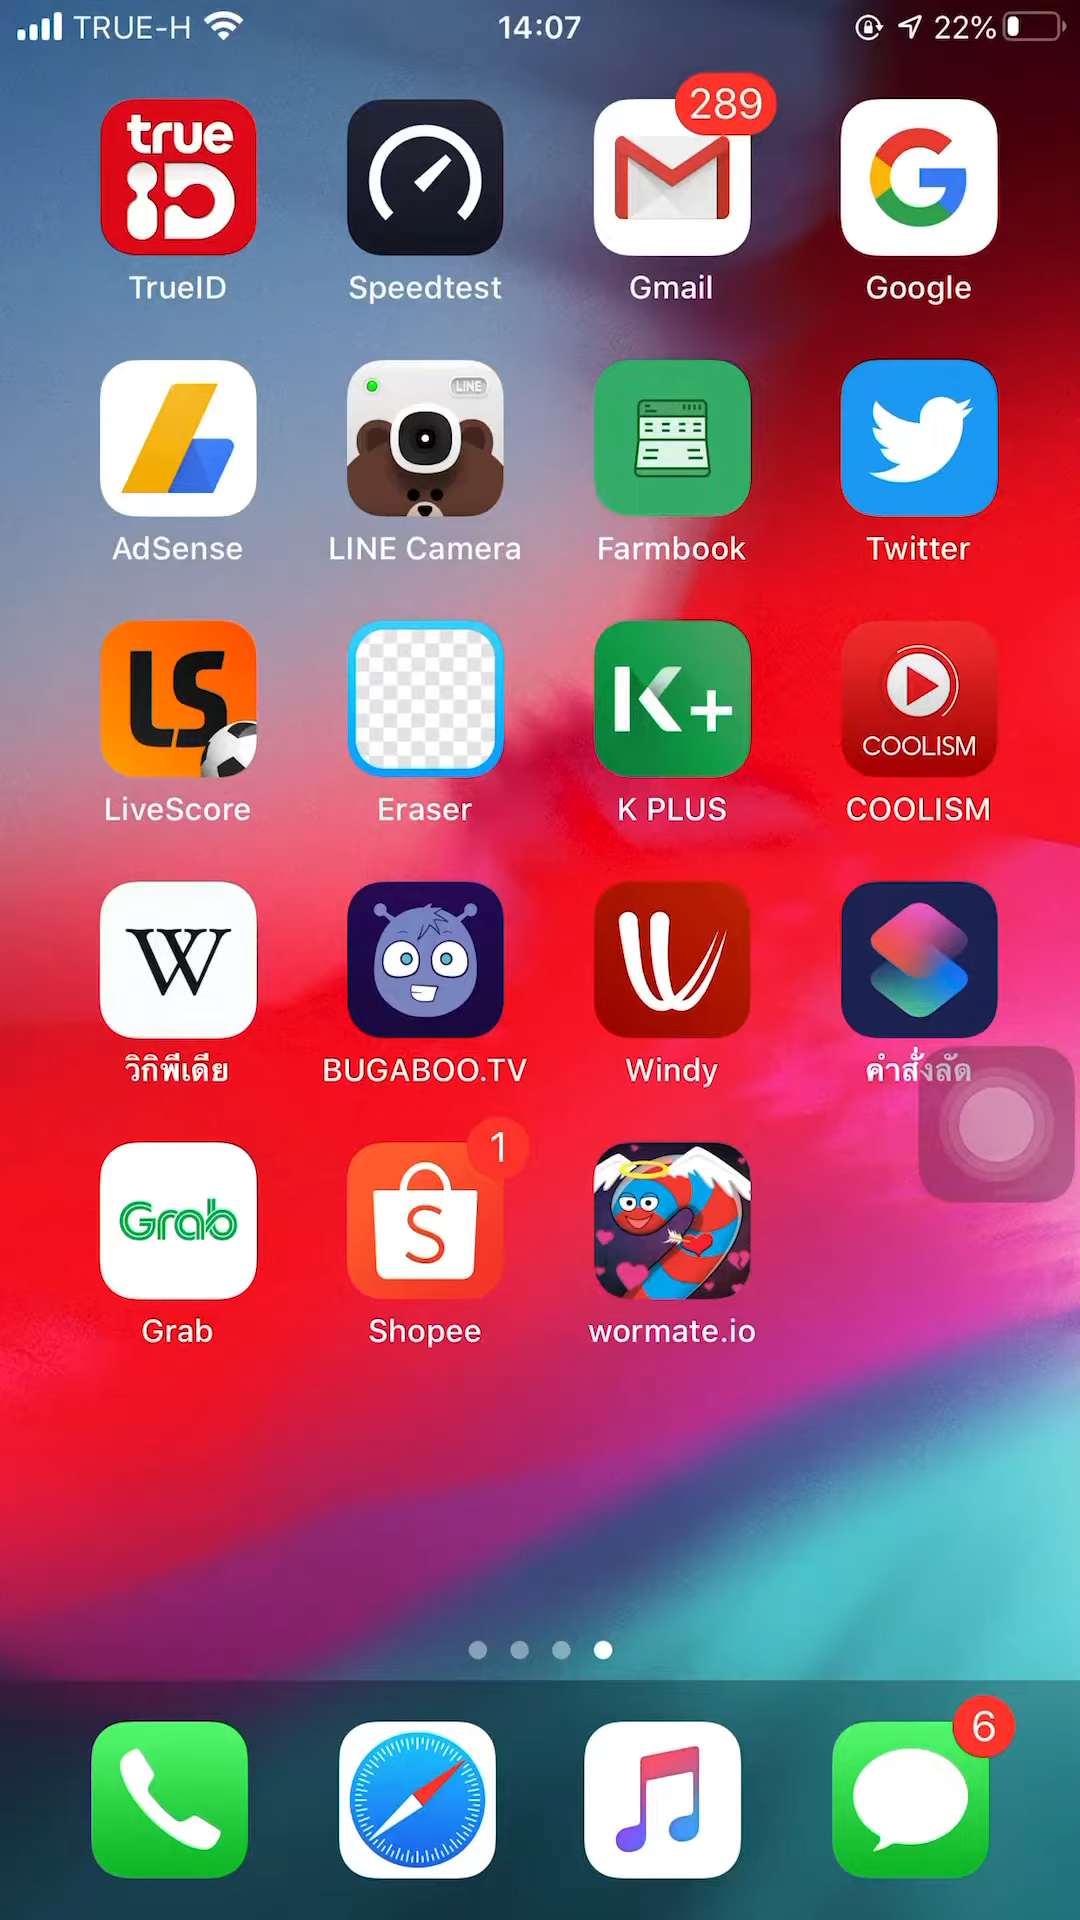 TRUE-H 14:07 22%
true
iD
289
TrueID Speedtest Gmail Google
LINE
AdSense LINE Camera Farmbook Twitter
LS
K+
COOLISM
LiveScore Eraser K PLUS COOLISM
W
วิกิพีเดีย BUGABOO.TV Windy คำสั่งลัด
Grab
S
1
Grab Shopee wormate.io
6